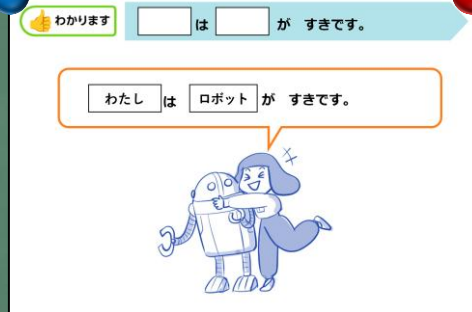 わかります
は が すきです。
わたし は ロボット が すきです。